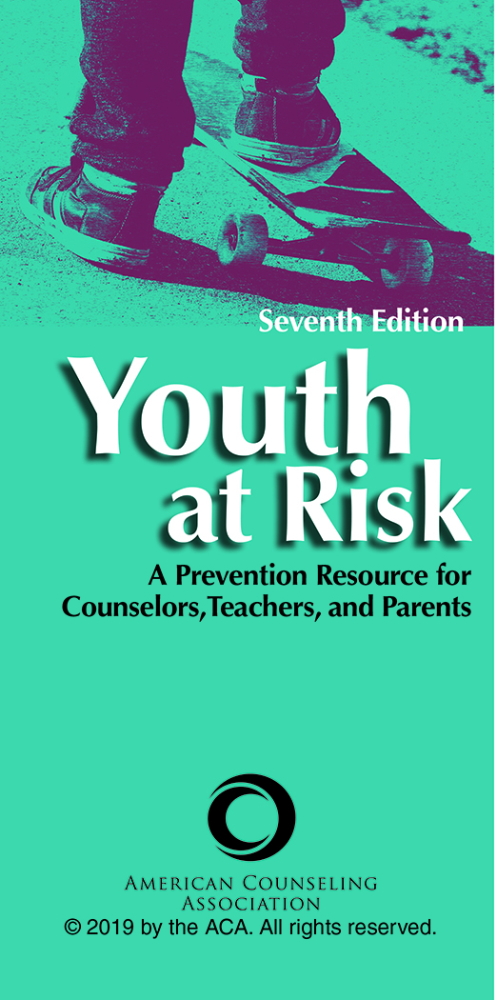 Seventh Edition
Youth
at Risk
A Prevention Resource for
Counselors,Teachers, and Parents
AMERICAN COUNSELING
ASSOCIATION
© 2019 by the ACA. All rights reserved.